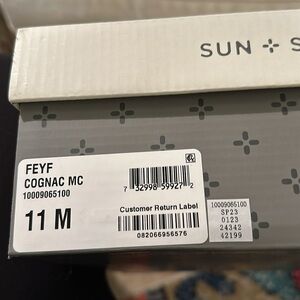 SUN + S
FEYF
COGNAC MC
10009065100
11 M
7 32998 59927 2
Customer Return Label
082066956576
10009065100
SP23
0123
24342
42199